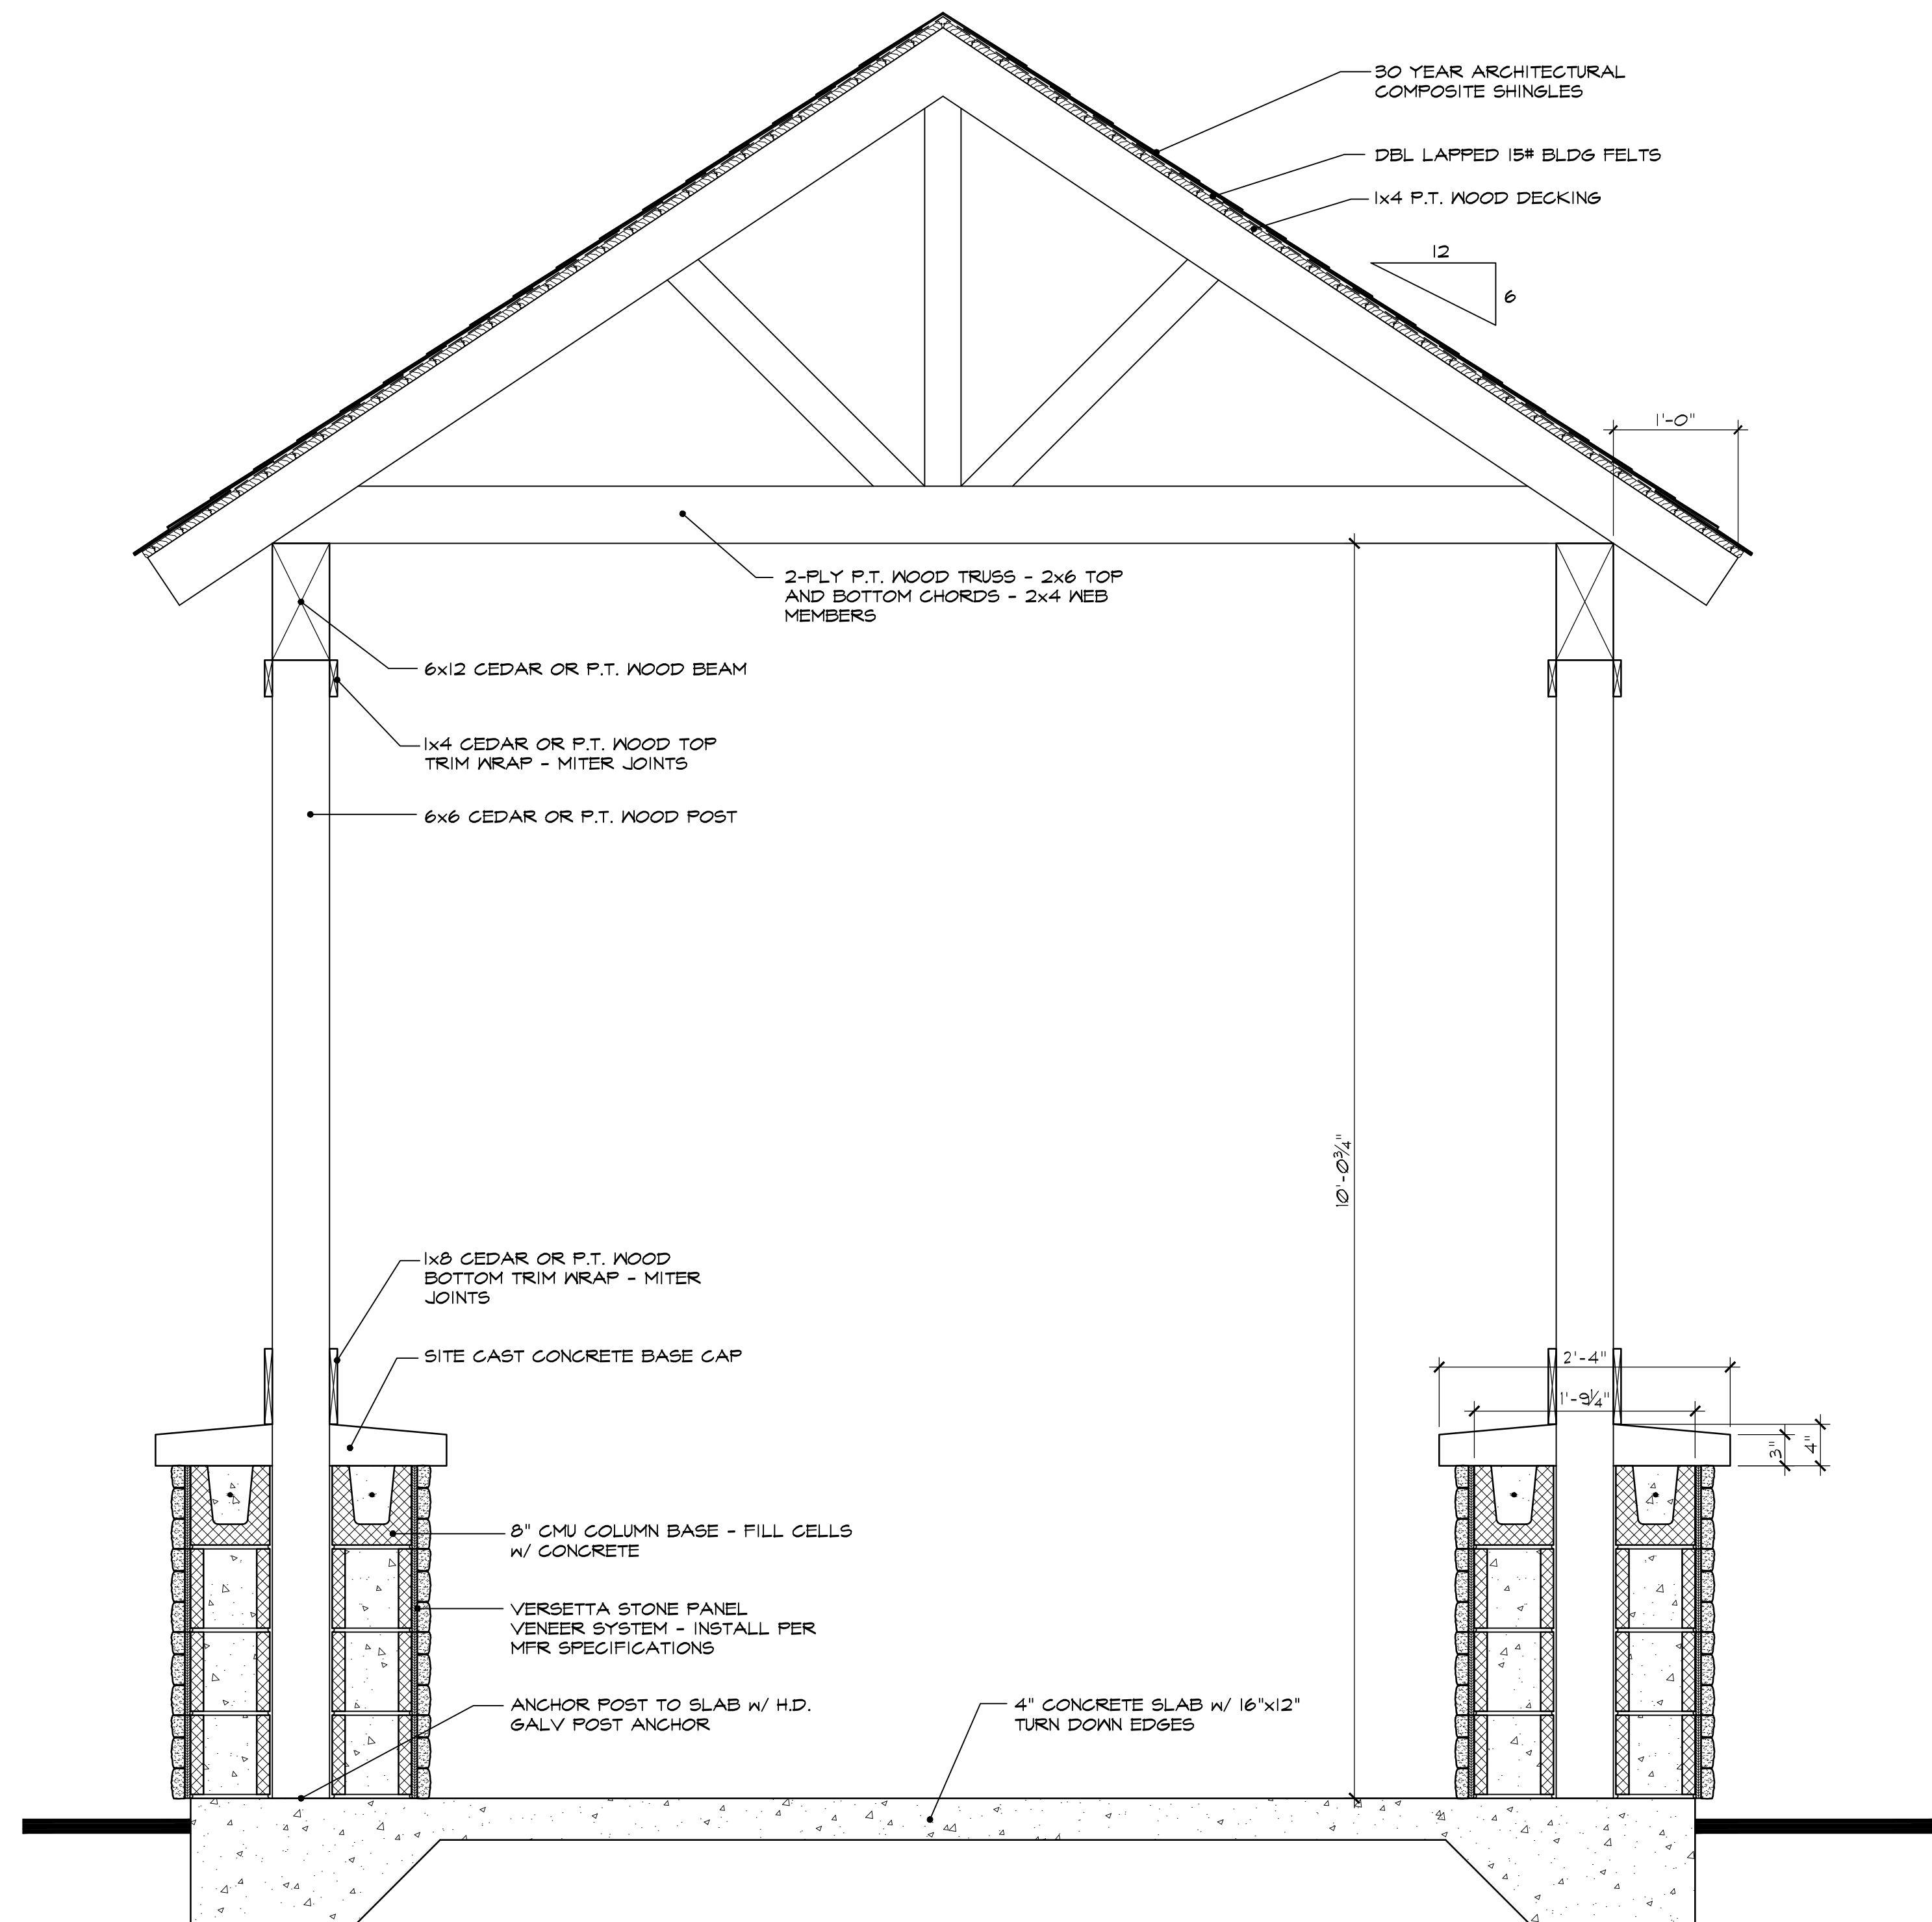 30 YEAR ARCHITECTURAL
COMPOSITE SHINGLES
DBL LAPPED 15# BLDG FELTS
1x4 P.T. WOOD DECKING
12
6
1'-0"
2-PLY P.T. WOOD TRUSS - 2x6 TOP
AND BOTTOM CHORDS - 2x4 WEB
MEMBERS
6x12 CEDAR OR P.T. WOOD BEAM
1x4 CEDAR OR P.T. WOOD TOP
TRIM WRAP - MITER JOINTS
6x6 CEDAR OR P.T. WOOD POST
10'-0¾"
1x8 CEDAR OR P.T. WOOD
BOTTOM TRIM WRAP - MITER
JOINTS
SITE CAST CONCRETE BASE CAP
2'-4"
1'-9¼"
3"
4"
8" CMU COLUMN BASE - FILL CELLS
w/ CONCRETE
VERSETTA STONE PANEL
VENEER SYSTEM - INSTALL PER
MFR SPECIFICATIONS
ANCHOR POST TO SLAB w/ H.D.
GALV POST ANCHOR
4" CONCRETE SLAB w/ 16"x12"
TURN DOWN EDGES